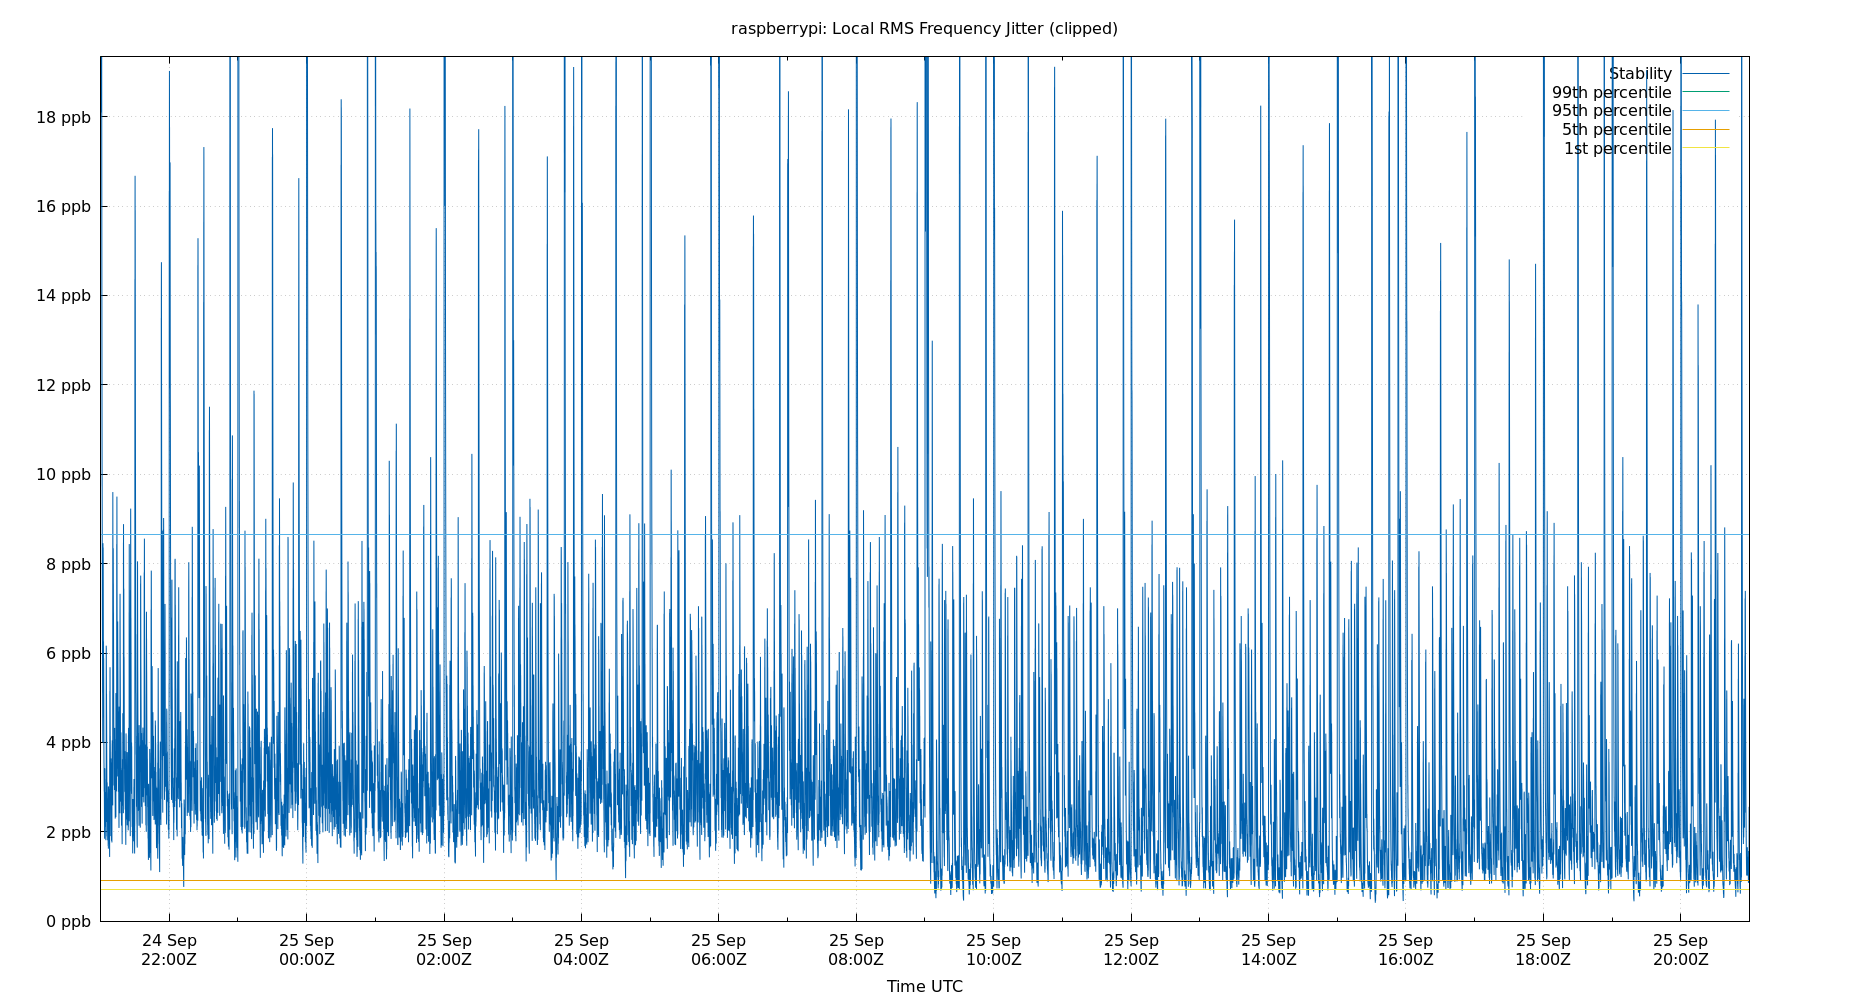 raspberrypi: Local RMS Frequency Jitter (clipped)
Stability
99th percentile
95th percentile
5th percentile
1st percentile
18 ppb
16 ppb
14 ppb
12 ppb
10 ppb
8 ppb
6 ppb
4 ppb
2 ppb
0 ppb
24 Sep 25 Sep 25 Sep 25 Sep 25 Sep 25 Sep 25 Sep 25 Sep 25 Sep 25 Sep 25 Sep 25 Sep
22:00Z 00:00Z 02:00Z 04:00Z 06:00Z 08:00Z 10:00Z 12:00Z 14:00Z 16:00Z 18:00Z 20:00Z
Time UTC